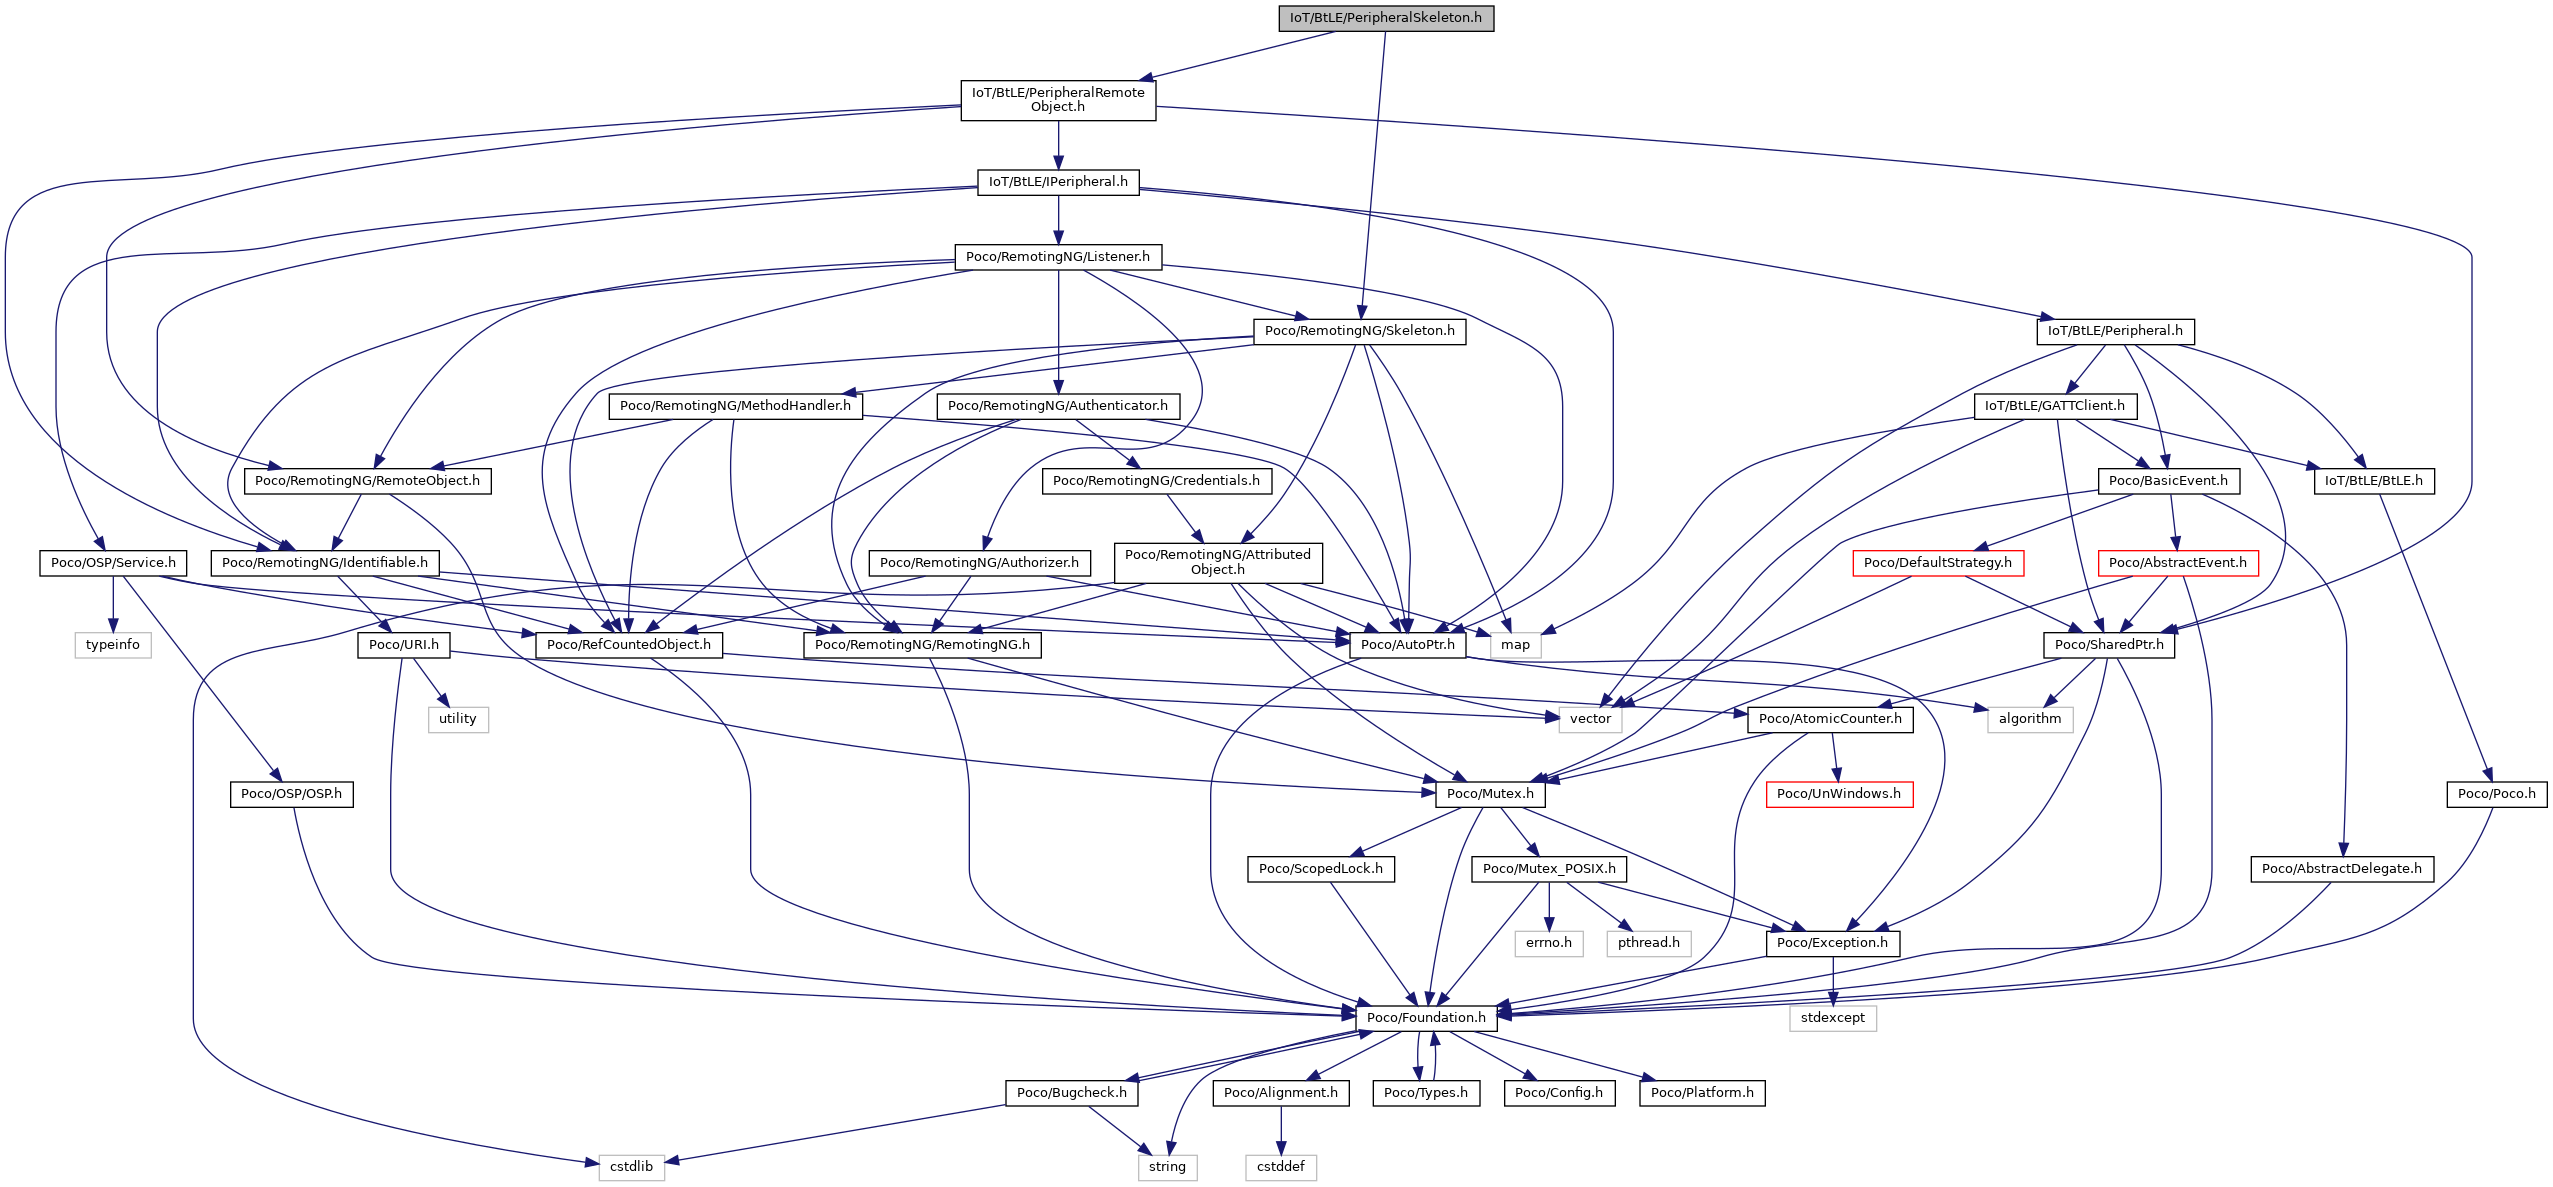 IoT/BtLE/PeripheralSkeleton.h
IoT/BtLE/PeripheralRemote
Object.h
IoT/BtLE/IPeripheral.h
Poco/RemotingNG/Listener.h
Poco/RemotingNG/Skeleton.h
IoT/BtLE/Peripheral.h
Poco/RemotingNG/MethodHandler.h
Poco/RemotingNG/Authenticator.h
IoT/BtLE/GATTClient.h
Poco/RemotingNG/RemoteObject.h
Poco/RemotingNG/Credentials.h
Poco/BasicEvent.h
IoT/BtLE/BtLE.h
Poco/OSP/Service.h
Poco/RemotingNG/Identifiable.h
Poco/RemotingNG/Authorizer.h
Poco/RemotingNG/Attributed
Object.h
Poco/DefaultStrategy.h
Poco/AbstractEvent.h
typeinfo
Poco/URI.h
Poco/RefCountedObject.h
Poco/RemotingNG/RemotingNG.h
Poco/AutoPtr.h
map
Poco/SharedPtr.h
utility
vector
Poco/AtomicCounter.h
algorithm
Poco/OSP/OSP.h
Poco/Mutex.h
Poco/UnWindows.h
Poco/Poco.h
Poco/ScopedLock.h
Poco/Mutex_POSIX.h
Poco/AbstractDelegate.h
errno.h
pthread.h
Poco/Exception.h
Poco/Foundation.h
stdexcept
Poco/Bugcheck.h
Poco/Alignment.h
Poco/Types.h
Poco/Config.h
Poco/Platform.h
cstdlib
string
cstddef